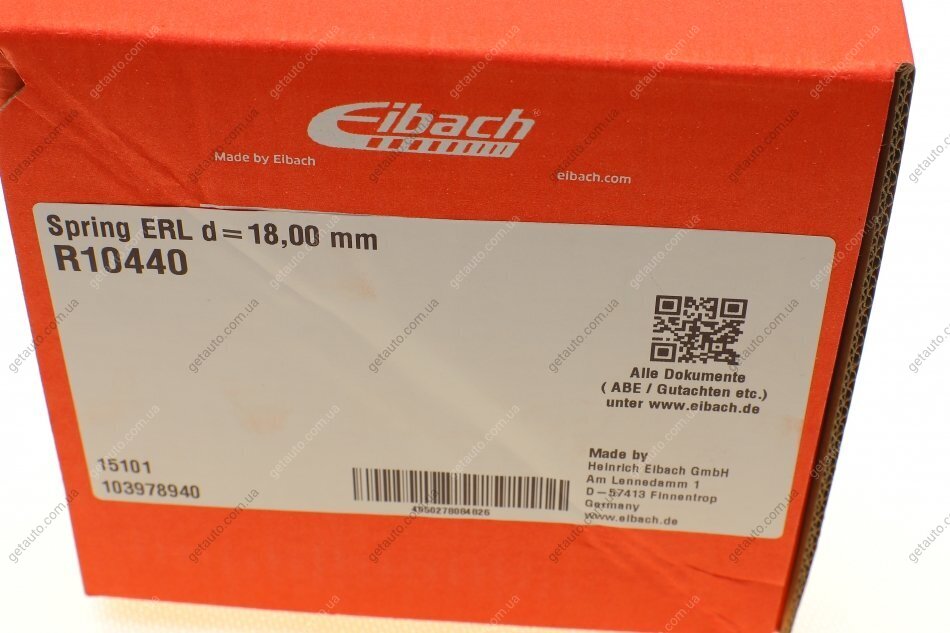 Eibach®
Made by Eibach
eibach.com
Spring ERL d=18,00 mm
R10440
Alle Dokumente
( ABE / Gutachten etc.)
unter www.eibach.de
15101
103978940
Made by
Heinrich Eibach GmbH
Am Lennedamm 1
D-57413 Finnentrop
Germany
www.eibach.de
getauto.com.ua